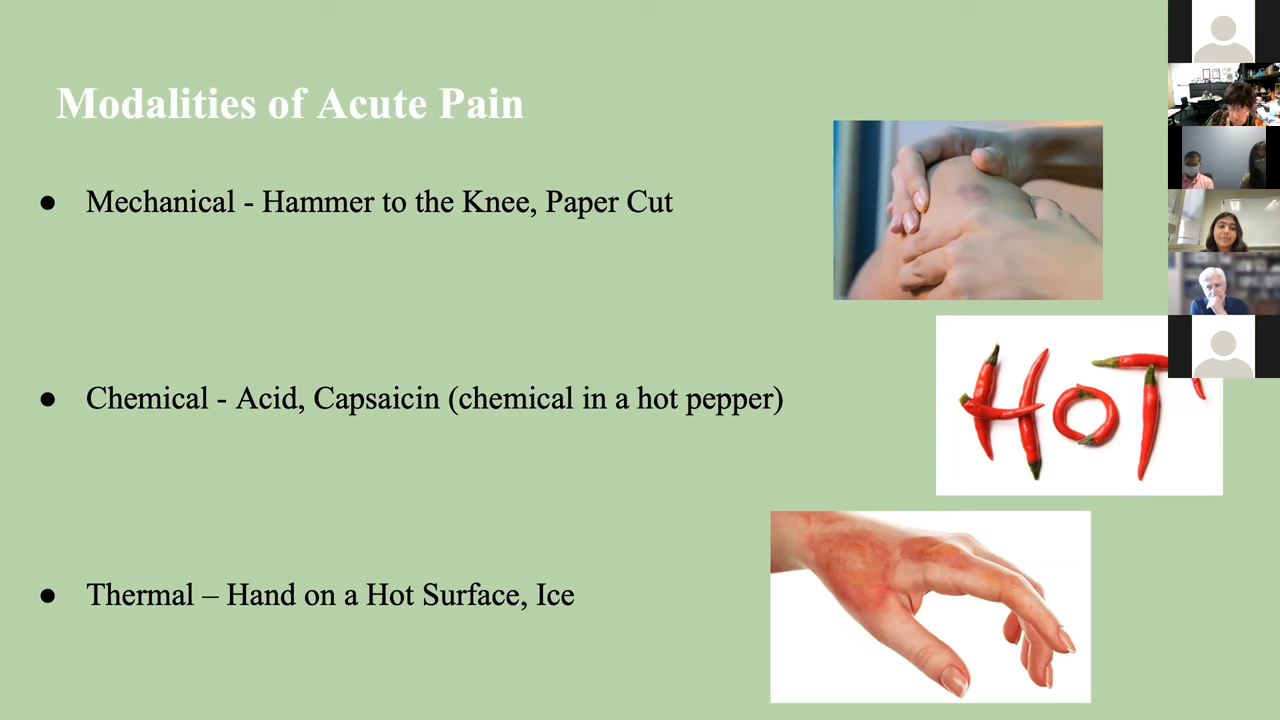 Modalities of Acute Pain
● Mechanical - Hammer to the Knee, Paper Cut
● Chemical - Acid, Capsaicin (chemical in a hot pepper)
HOT
● Thermal – Hand on a Hot Surface, Ice